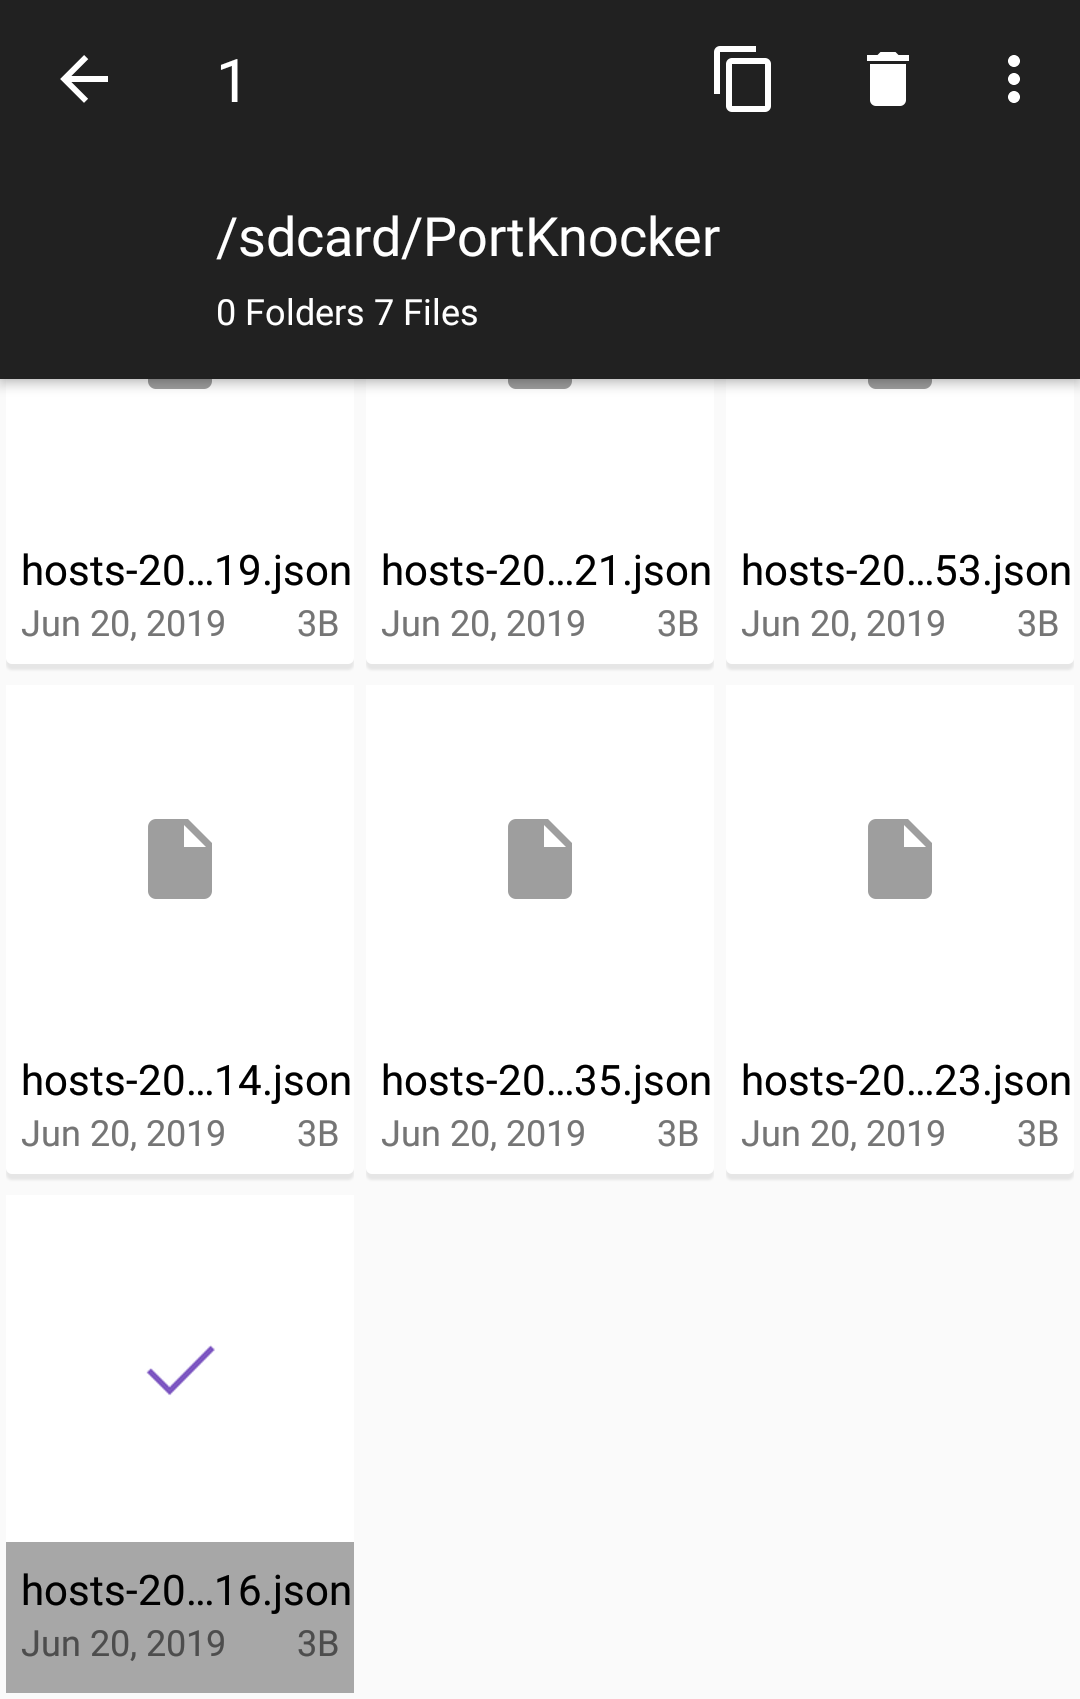 1
/sdcard/PortKnocker
0 Folders 7 Files
hosts-20...19.json
Jun 20, 2019 3B
hosts-20...21.json
Jun 20, 2019 3B
hosts-20...53.json
Jun 20, 2019 3B
hosts-20...14.json
Jun 20, 2019 3B
hosts-20...35.json
Jun 20, 2019 3B
hosts-20...23.json
Jun 20, 2019 3B
hosts-20...16.json
Jun 20, 2019 3B